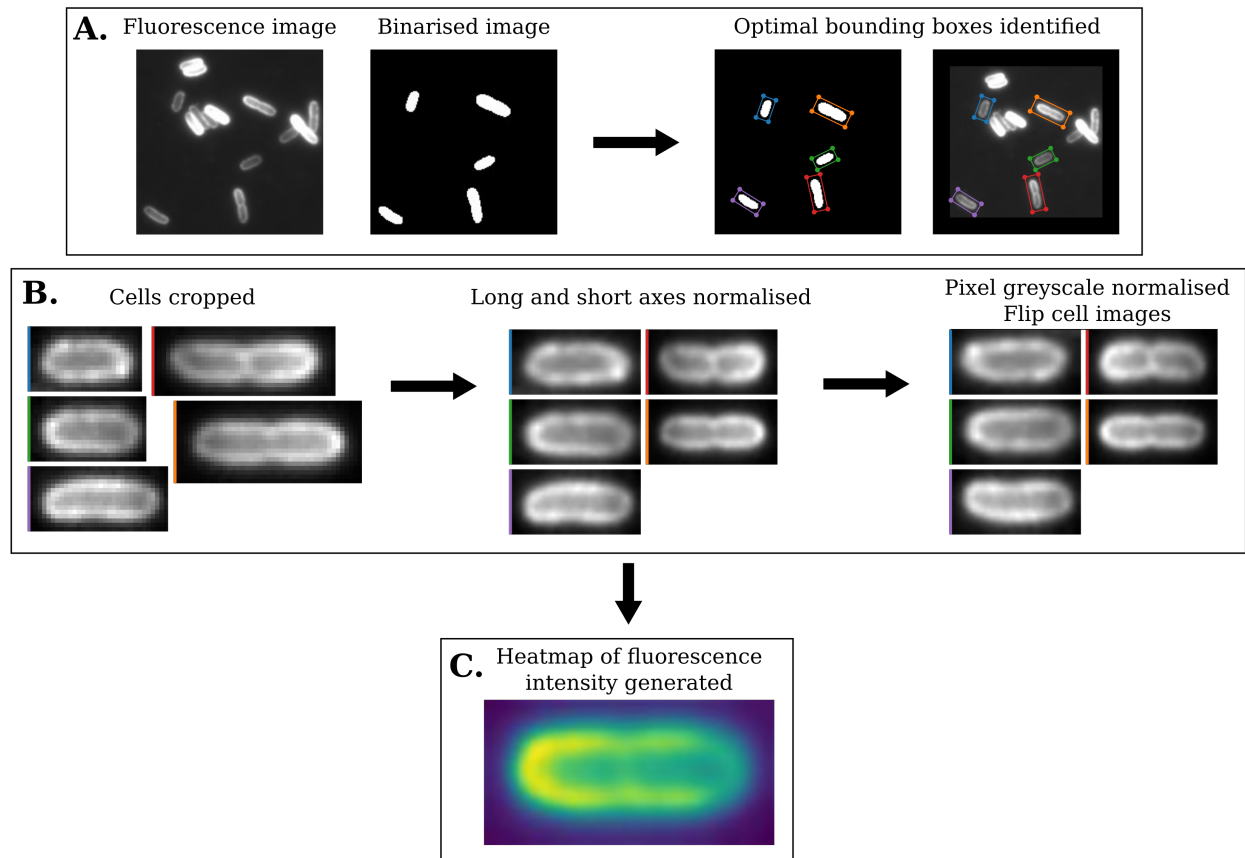 A.
Fluorescence image
Binarised image
Optimal bounding boxes identified
B.
Cells cropped
Long and short axes normalised
Pixel greyscale normalised
Flip cell images
C.
Heatmap of fluorescence
intensity generated